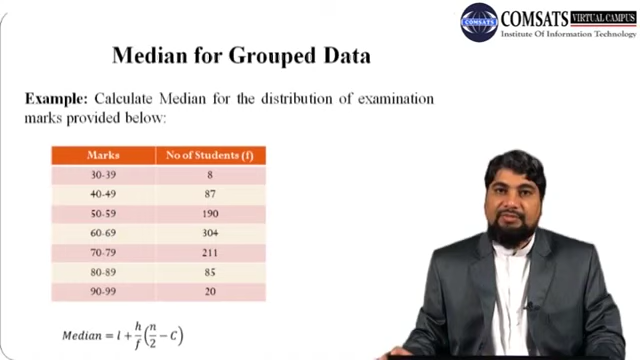 COMSATS VIRTUAL CAMPUS
Institute Of Information Technology
COMSATS
Median for Grouped Data
Example: Calculate Median for the distribution of examination
marks provided below:
Marks No of Students (f)
30-39 8
40-49 87
50-59 190
60-69 304
70-79 211
80-89 85
90-99 20
Median = l + h/f (n/2 − C)